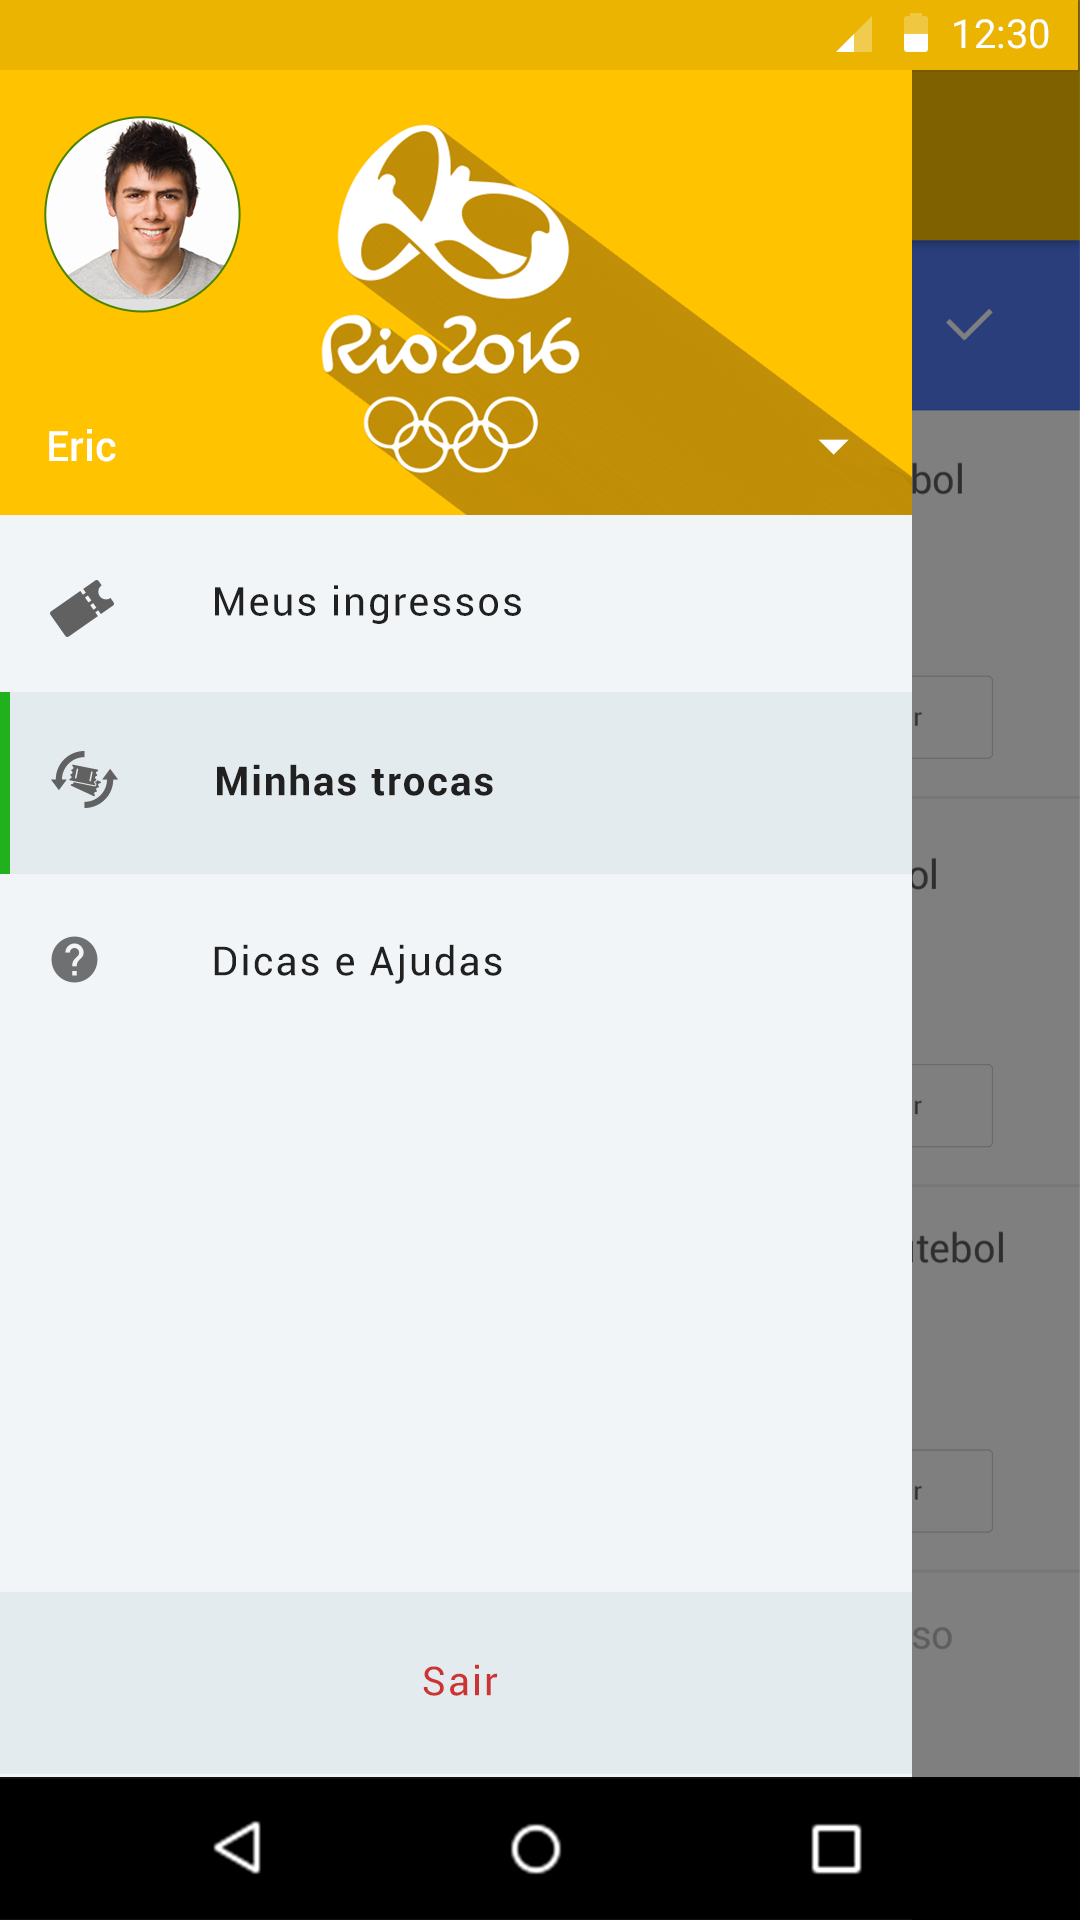 12:30
Rio2016
Eric
bol
Meus ingressos
r
Minhas trocas
ol
Dicas e Ajudas
r
tebol
r
so
Sair